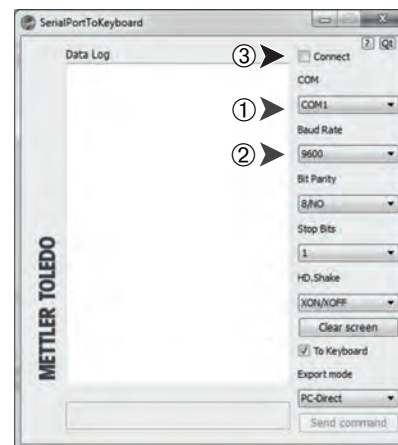 SerialPortToKeyboard
? Qt
Data Log
③ Connect
COM
① COM1
Baud Rate
② 9600
Bit Parity
8/NO
Stop Bits
1
HD.Shake
XON/XOFF
Clear screen
To Keyboard
Export mode
PC-Direct
Send command
METTLER TOLEDO